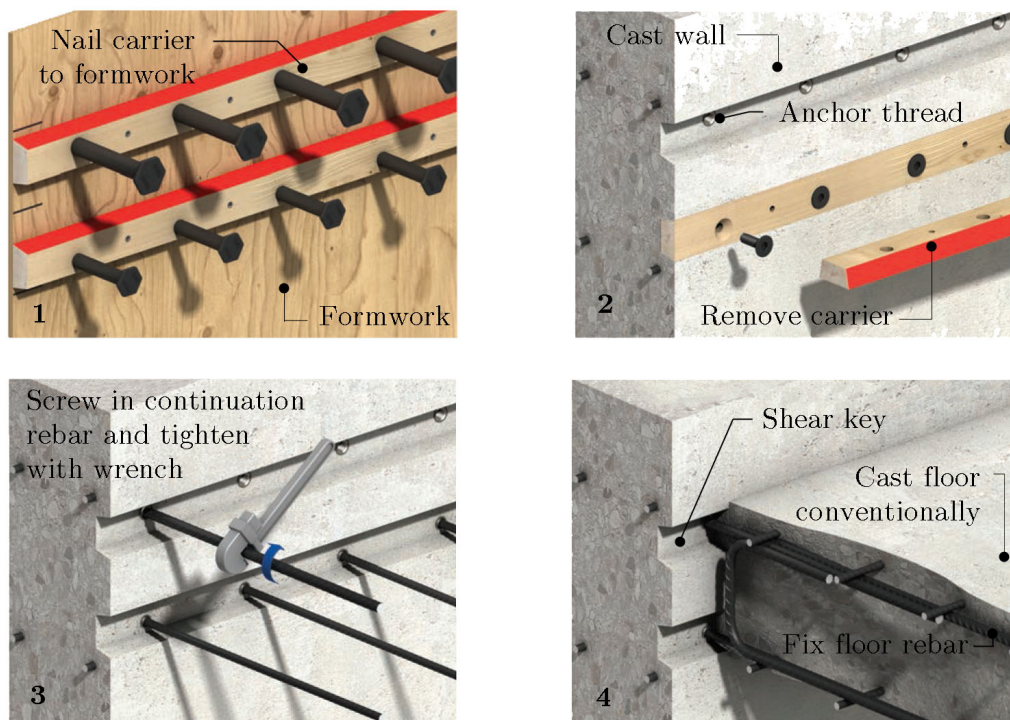 Nail carrier
to formwork
Formwork
1
Cast wall
Anchor thread
Remove carrier
2
Screw in continuation
rebar and tighten
with wrench
3
Shear key
Cast floor
conventionally
Fix floor rebar
4